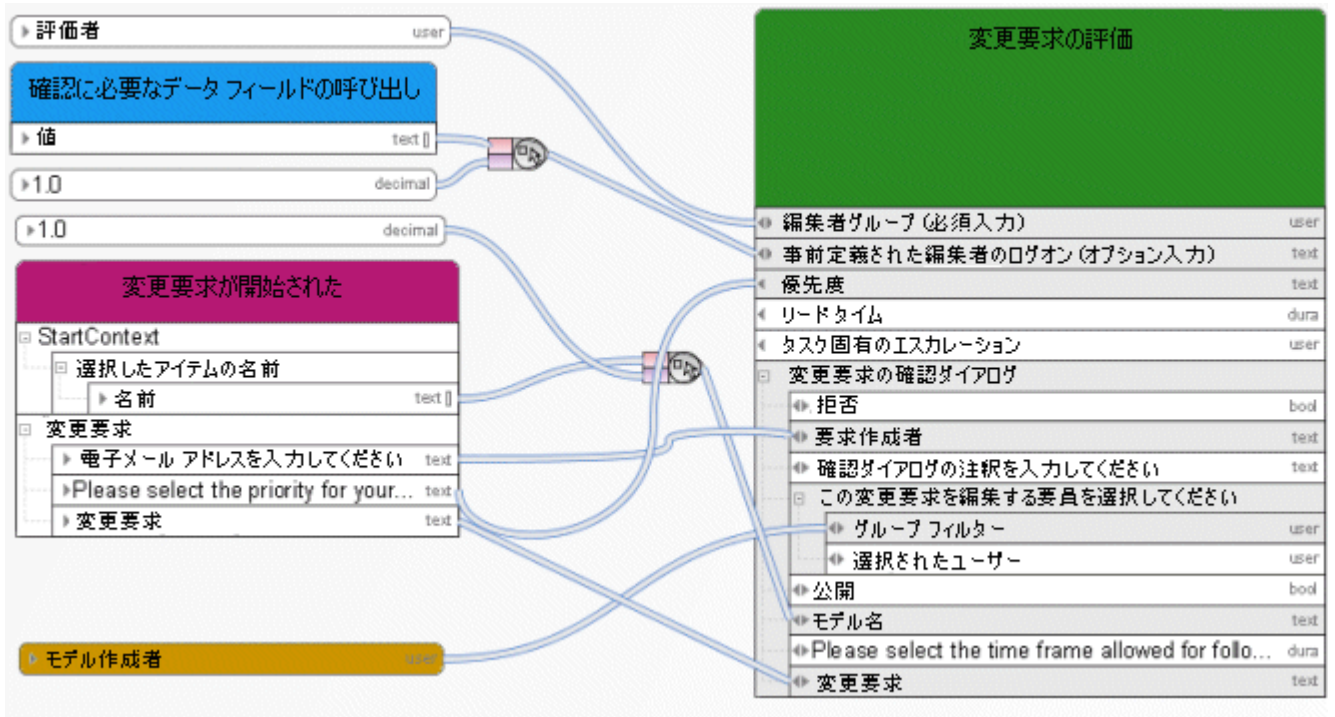 評価者 user
確認に必要なデータ フィールドの呼び出し
値 text []
1.0 decimal
1.0 decimal
変更要求が開始された
StartContext
選択したアイテムの名前
名前 text []
変更要求
電子メール アドレスを入力してください text
Please select the priority for your... text
変更要求 text
モデル作成者 user
変更要求の評価
編集者グループ (必須入力) user
事前定義された編集者のログオン (オプション入力) text
優先度 text
リードタイム dura
タスク固有のエスカレーション user
変更要求の確認ダイアログ
拒否 bool
要求作成者 text
確認ダイアログの注釈を入力してください text
この変更要求を編集する要員を選択してください
グループ フィルター user
選択されたユーザー user
公開 bool
モデル名 text
Please select the time frame allowed for follo... dura
変更要求 text